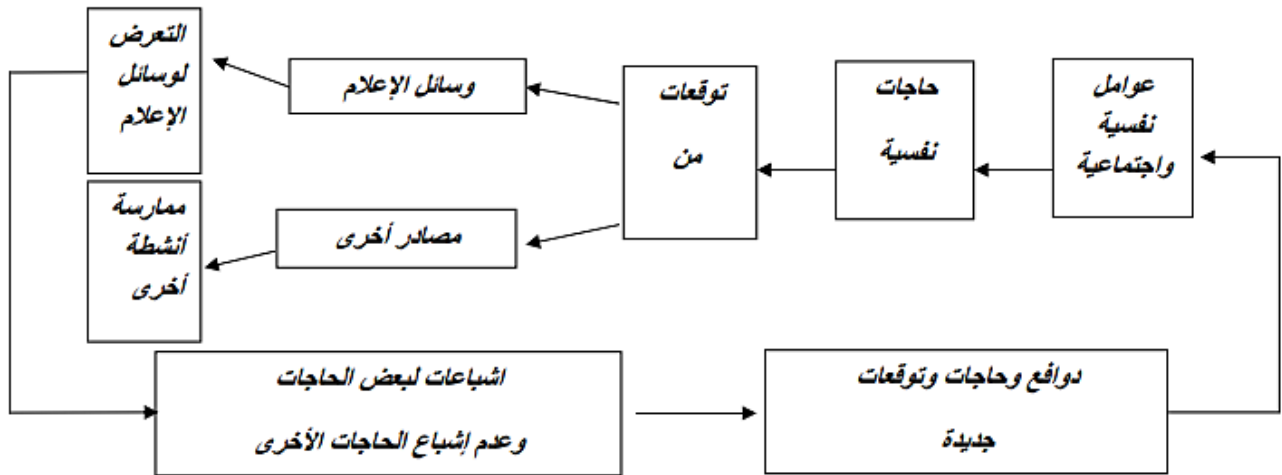 عوامل
نفسية
واجتماعية
حاجات
نفسية
توقعات
من
وسائل الإعلام
التعرض
لوسائل
الإعلام
مصادر أخرى
ممارسة
أنشطة
أخرى
اشباعات لبعض الحاجات
وعدم إشباع الحاجات الأخرى
دوافع وحاجات وتوقعات
جديدة